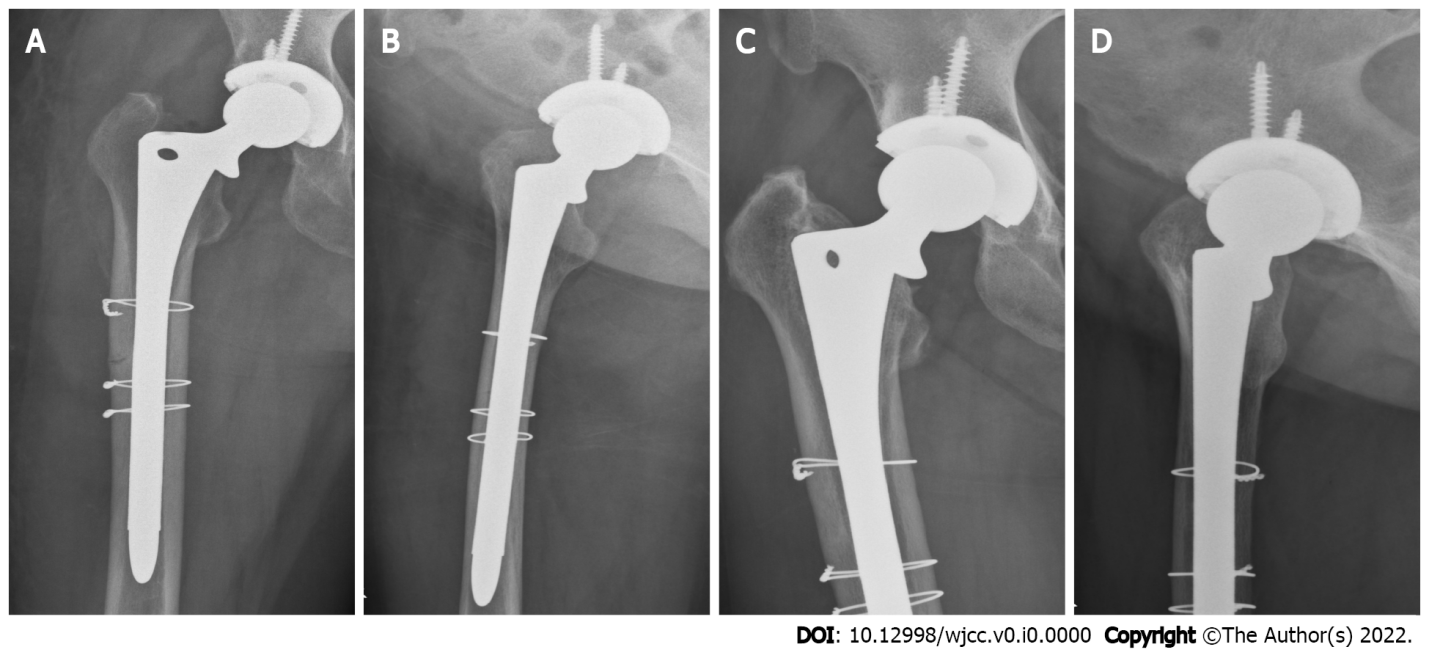 A
B
C
D
DOI: 10.12998/wjcc.v0.i0.0000 Copyright ©The Author(s) 2022.